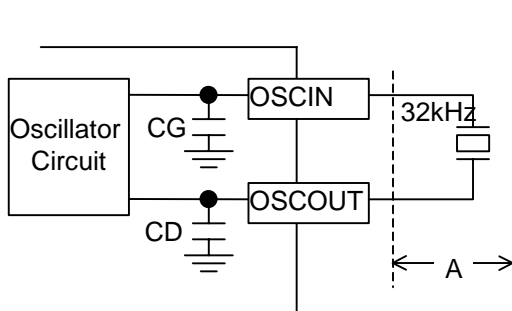 OSCIN
32kHz
Oscillator
Circuit
CG
OSCOUT
CD
A